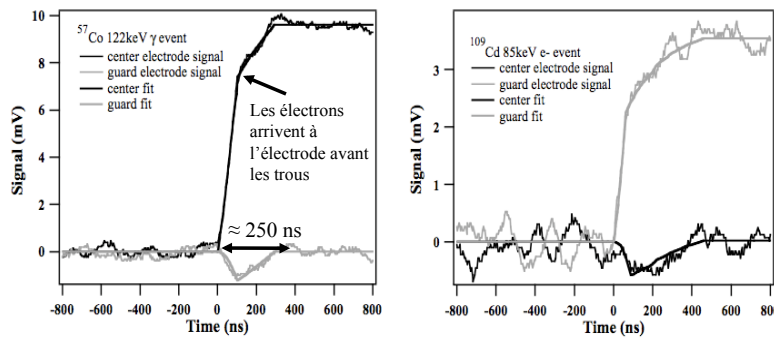 ⁵⁷Co 122keV γ event
center electrode signal
guard electrode signal
center fit
guard fit
Les électrons
arrivent à
l’électrode avant
les trous
≈ 250 ns
Signal (mV)
10
8
6
4
2
0
-800 -600 -400 -200 0 200 400 600 800
Time (ns)
¹⁰⁹Cd 85keV e- event
center electrode signal
guard electrode signal
center fit
guard fit
Signal (mV)
3
2
1
0
-800 -600 -400 -200 0 200 400 600 800
Time (ns)